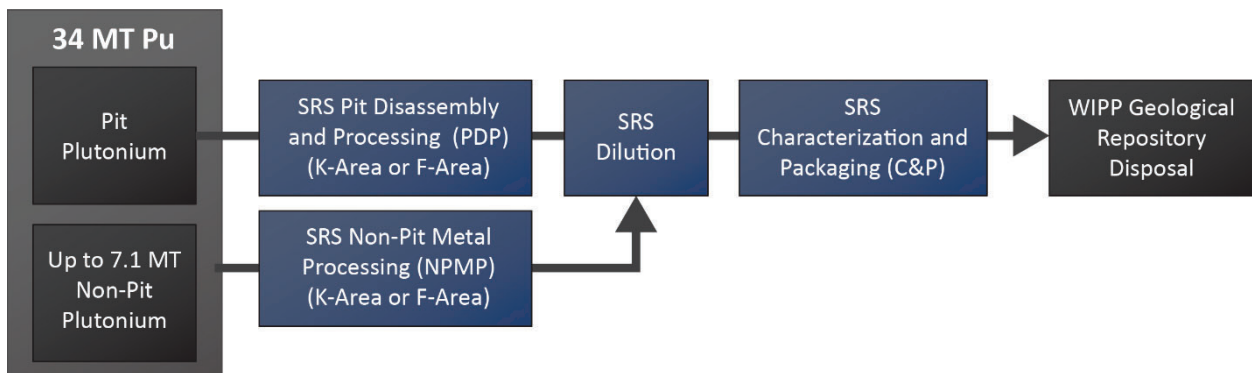 34 MT Pu
Pit
Plutonium
SRS Pit Disassembly
and Processing (PDP)
(K-Area or F-Area)
SRS
Dilution
SRS
Characterization and
Packaging (C&P)
WIPP Geological
Repository
Disposal
Up to 7.1 MT
Non-Pit
Plutonium
SRS Non-Pit Metal
Processing (NPMP)
(K-Area or F-Area)